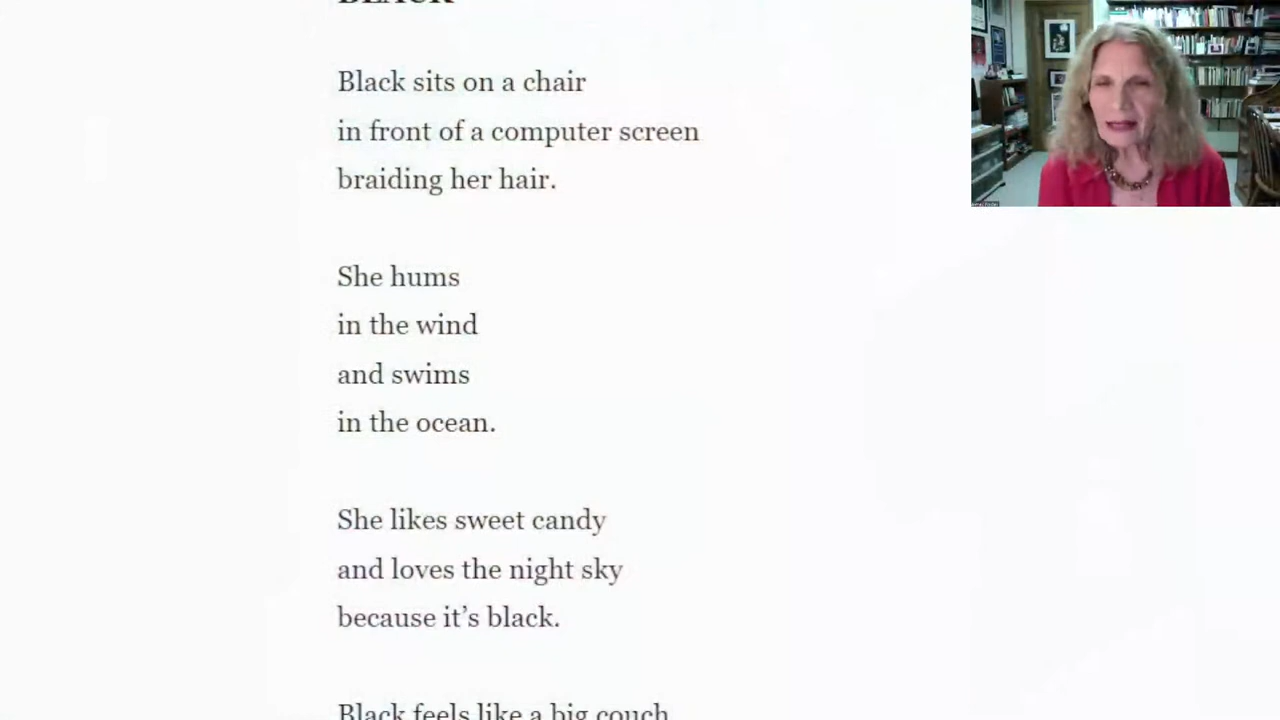 BLACK
Black sits on a chair
in front of a computer screen
braiding her hair.
She hums
in the wind
and swims
in the ocean.
She likes sweet candy
and loves the night sky
because it’s black.
Black feels like a big couch